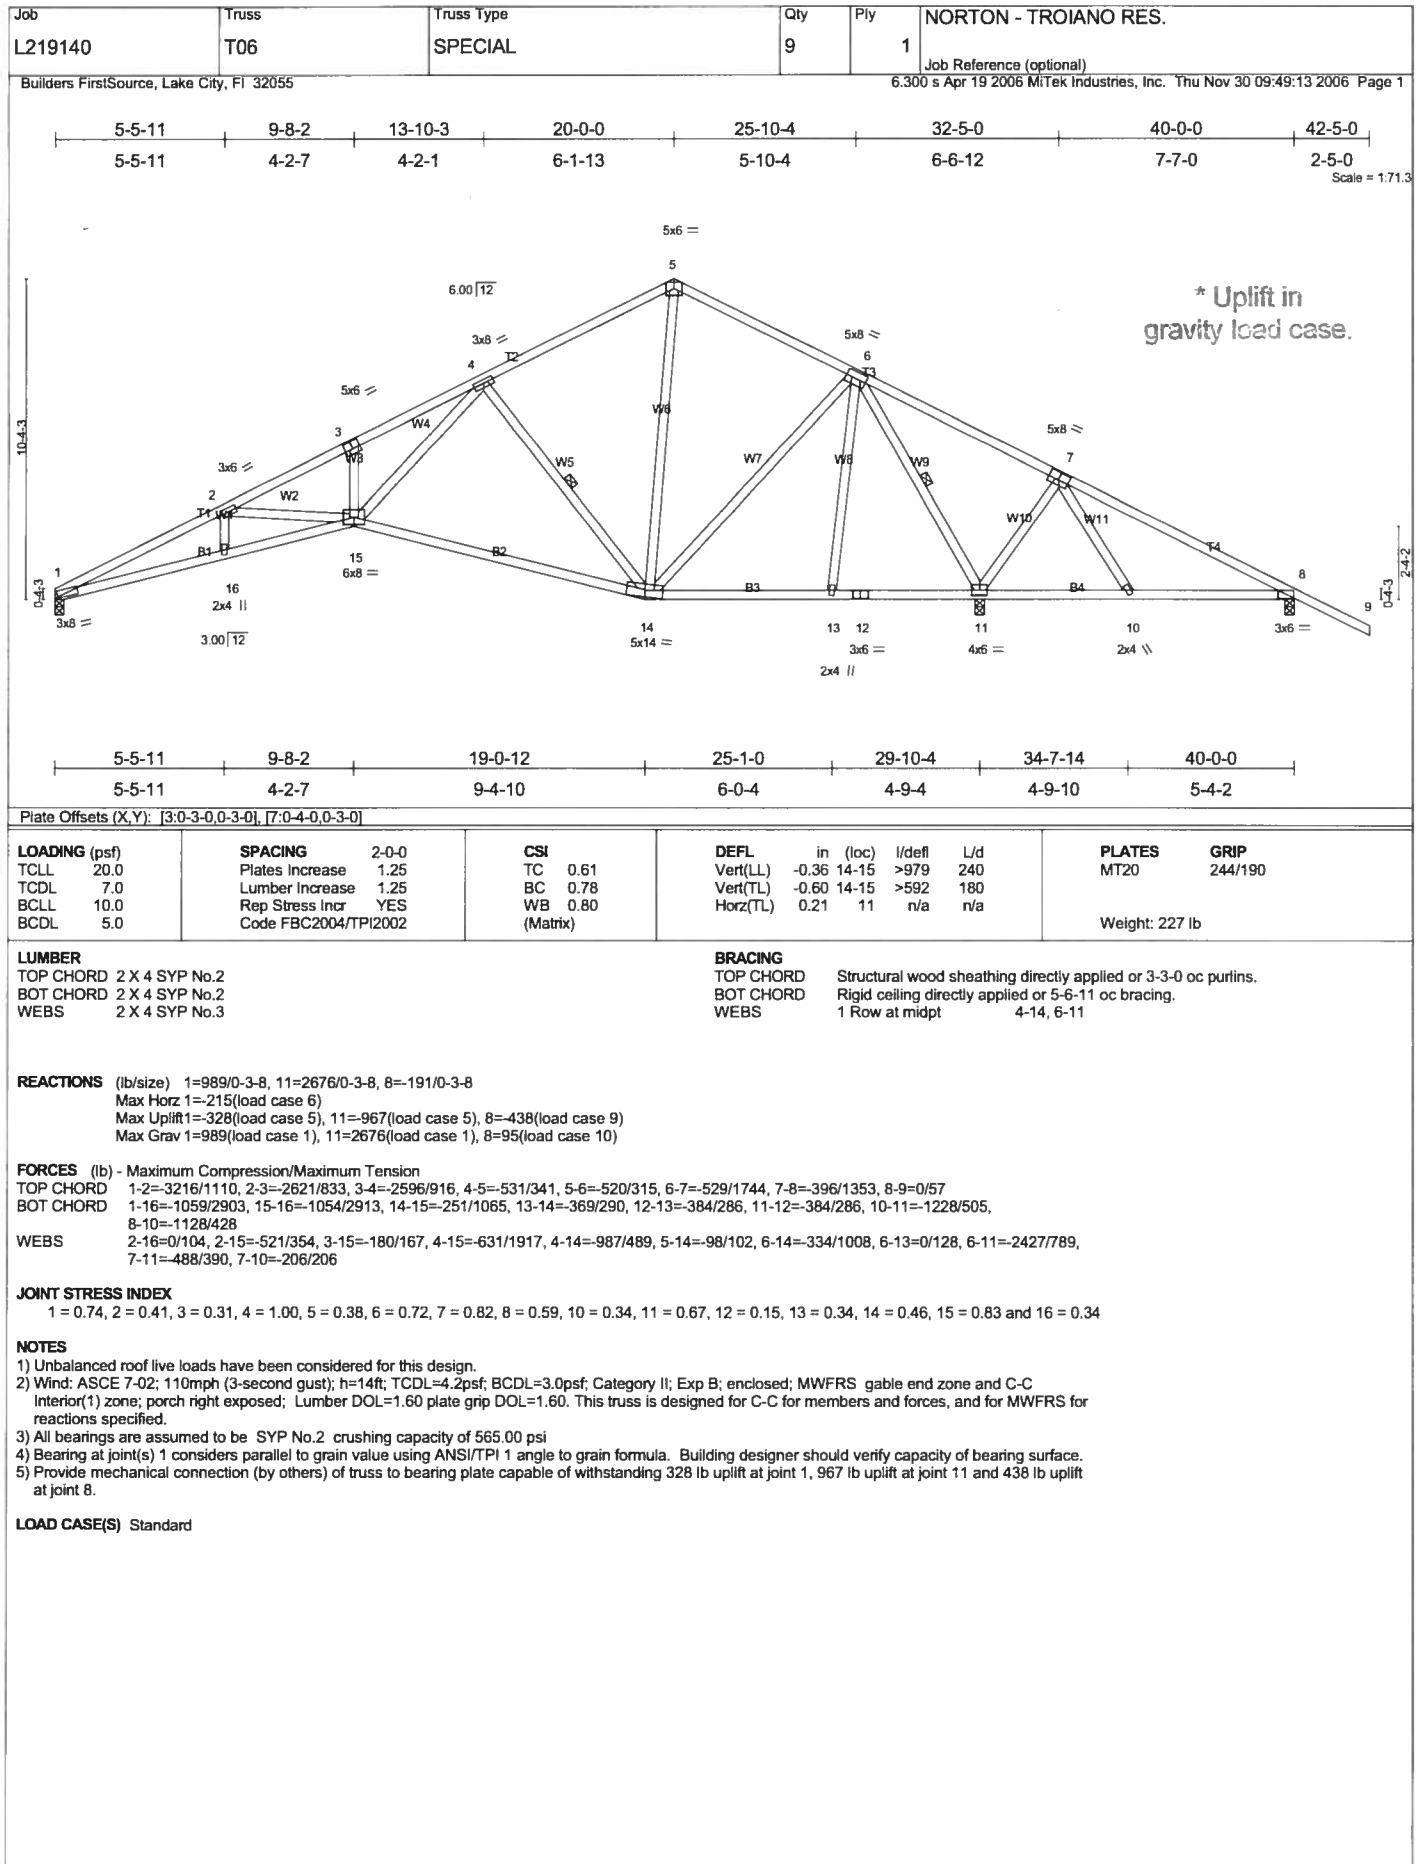 Job Truss Truss Type Qty Ply NORTON - TROIANO RES.
L219140 T06 SPECIAL 9 1
Job Reference (optional)
Builders FirstSource, Lake City, Fl 32055 6.300 s Apr 19 2006 MiTek Industries, Inc. Thu Nov 30 09:49:13 2006 Page 1
5-5-11 9-8-2 13-10-3 20-0-0 25-10-4 32-5-0 40-0-0 42-5-0
5-5-11 4-2-7 4-2-1 6-1-13 5-10-4 6-6-12 7-7-0 2-5-0
Scale = 1:71.3
5x6 =
5
6.00 12
* Uplift in
gravity load case.
3x8 =
4
T2
5x8 =
6
T3
5x6 =
3
W4
W3
W6
10-4-3
3x6 =
2
W2
T1
W1
W5
W7
W8
W9
5x8 =
7
W10
W11
B1
B2
T4
1
0-4-3
3x8 =
16
2x4 ||
3.00 12
15
6x8 =
14
5x14 =
B3
13 12
3x6 =
2x4 ||
11
4x6 =
B4
10
2x4 \\
8
3x6 =
9
0-4-3
2-4-2
5-5-11 9-8-2 19-0-12 25-1-0 29-10-4 34-7-14 40-0-0
5-5-11 4-2-7 9-4-10 6-0-4 4-9-4 4-9-10 5-4-2
Plate Offsets (X,Y): [3:0-3-0,0-3-0], [7:0-4-0,0-3-0]
LOADING (psf) SPACING 2-0-0 CSI DEFL in (loc) l/defl L/d PLATES GRIP
TCLL 20.0 Plates Increase 1.25 TC 0.61 Vert(LL) -0.36 14-15 >979 240 MT20 244/190
TCDL 7.0 Lumber Increase 1.25 BC 0.78 Vert(TL) -0.60 14-15 >592 180
BCLL 10.0 Rep Stress Incr YES WB 0.80 Horz(TL) 0.21 11 n/a n/a
BCDL 5.0 Code FBC2004/TPI2002 (Matrix) Weight: 227 lb
LUMBER
TOP CHORD 2 X 4 SYP No.2
BOT CHORD 2 X 4 SYP No.2
WEBS 2 X 4 SYP No.3
BRACING
TOP CHORD Structural wood sheathing directly applied or 3-3-0 oc purlins.
BOT CHORD Rigid ceiling directly applied or 5-6-11 oc bracing.
WEBS 1 Row at midpt 4-14, 6-11
REACTIONS (lb/size) 1=989/0-3-8, 11=2676/0-3-8, 8=-191/0-3-8
Max Horz 1=-215(load case 6)
Max Uplift1=-328(load case 5), 11=-967(load case 5), 8=-438(load case 9)
Max Grav 1=989(load case 1), 11=2676(load case 1), 8=95(load case 10)
FORCES (lb) - Maximum Compression/Maximum Tension
TOP CHORD 1-2=-3216/1110, 2-3=-2621/833, 3-4=-2596/916, 4-5=-531/341, 5-6=-520/315, 6-7=-529/1744, 7-8=-396/1353, 8-9=0/57
BOT CHORD 1-16=-1059/2903, 15-16=-1054/2913, 14-15=-251/1065, 13-14=-369/290, 12-13=-384/286, 11-12=-384/286, 10-11=-1228/505,
8-10=-1128/428
WEBS 2-16=0/104, 2-15=-521/354, 3-15=-180/167, 4-15=-631/1917, 4-14=-987/489, 5-14=-98/102, 6-14=-334/1008, 6-13=0/128, 6-11=-2427/789,
7-11=-488/390, 7-10=-206/206
JOINT STRESS INDEX
1 = 0.74, 2 = 0.41, 3 = 0.31, 4 = 1.00, 5 = 0.38, 6 = 0.72, 7 = 0.82, 8 = 0.59, 10 = 0.34, 11 = 0.67, 12 = 0.15, 13 = 0.34, 14 = 0.46, 15 = 0.83 and 16 = 0.34
NOTES
1) Unbalanced roof live loads have been considered for this design.
2) Wind: ASCE 7-02; 110mph (3-second gust); h=14ft; TCDL=4.2psf; BCDL=3.0psf; Category II; Exp B; enclosed; MWFRS gable end zone and C-C
Interior(1) zone; porch right exposed; Lumber DOL=1.60 plate grip DOL=1.60. This truss is designed for C-C for members and forces, and for MWFRS for
reactions specified.
3) All bearings are assumed to be SYP No.2 crushing capacity of 565.00 psi
4) Bearing at joint(s) 1 considers parallel to grain value using ANSI/TPI 1 angle to grain formula. Building designer should verify capacity of bearing surface.
5) Provide mechanical connection (by others) of truss to bearing plate capable of withstanding 328 lb uplift at joint 1, 967 lb uplift at joint 11 and 438 lb uplift
at joint 8.
LOAD CASE(S) Standard